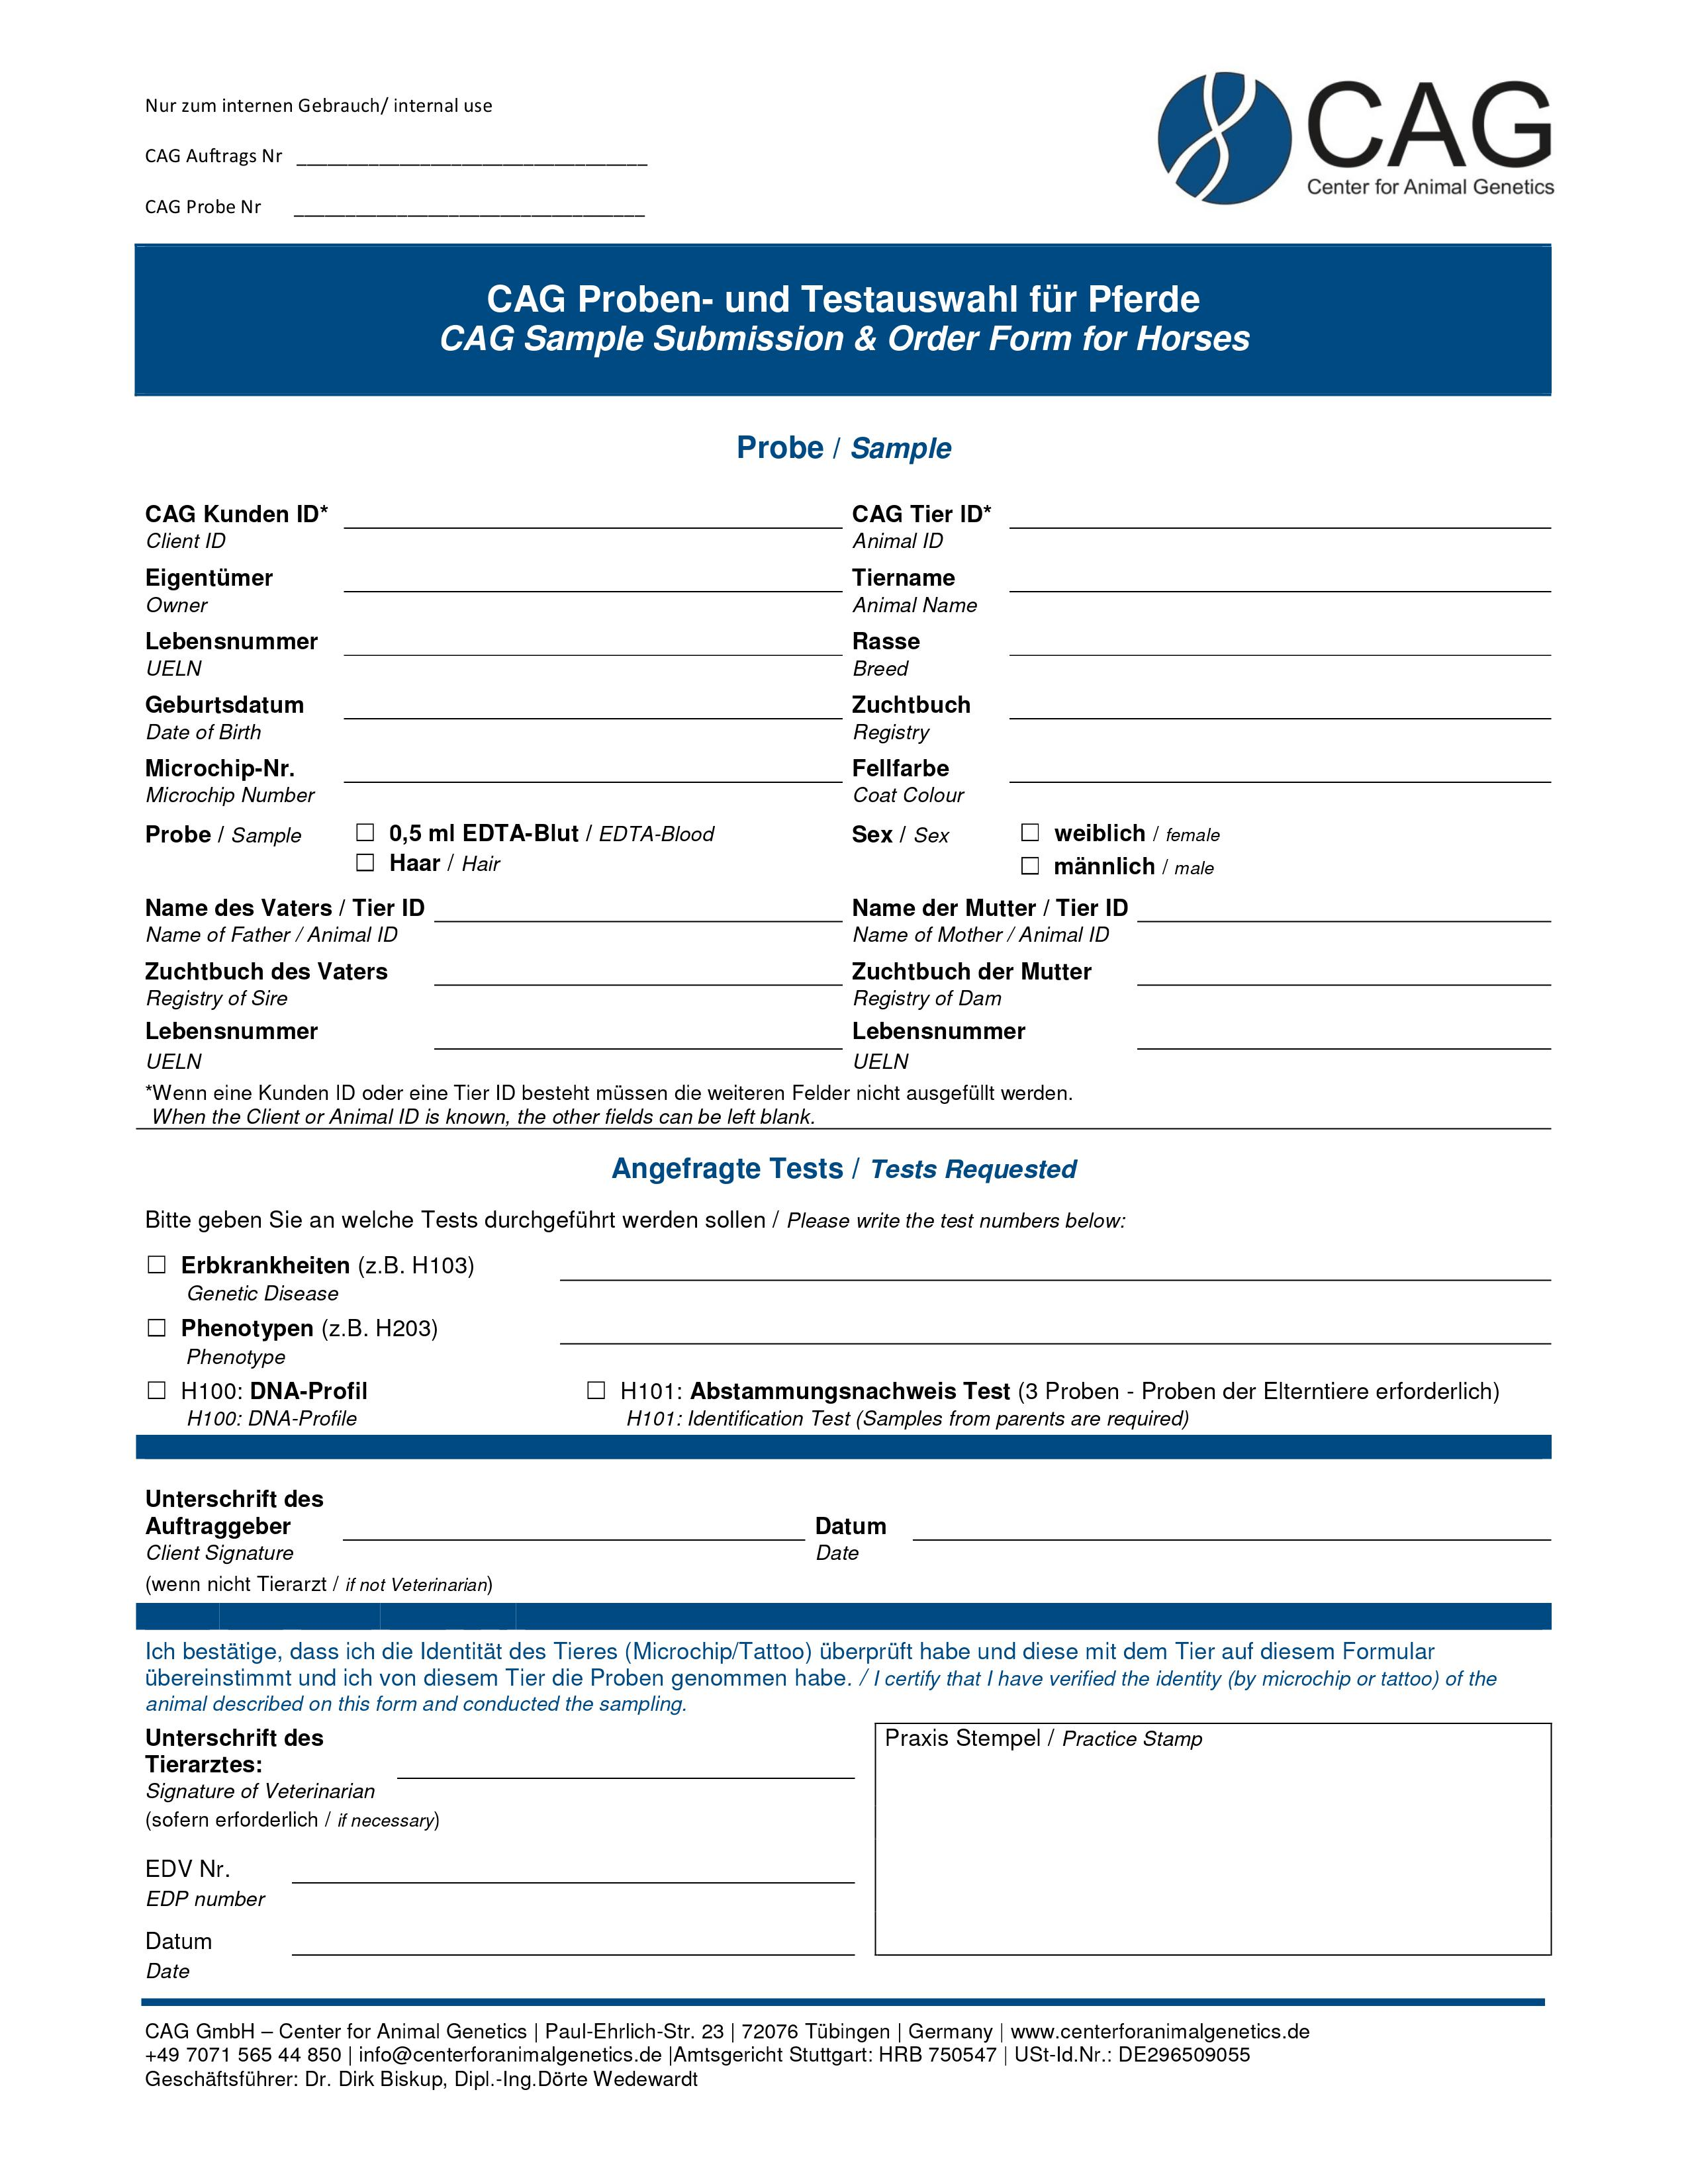 Nur zum internen Gebrauch/ internal use
CAG
Center for Animal Genetics
CAG Auftrags Nr ___________________________________
CAG Probe Nr ___________________________________
CAG Proben- und Testauswahl für Pferde
CAG Sample Submission & Order Form for Horses
Probe / Sample
CAG Kunden ID* CAG Tier ID*
Client ID Animal ID
Eigentümer Tiername
Owner Animal Name
Lebensnummer Rasse
UELN Breed
Geburtsdatum Zuchtbuch
Date of Birth Registry
Microchip-Nr. Fellfarbe
Microchip Number Coat Colour
Probe / Sample ☐ 0,5 ml EDTA-Blut / EDTA-Blood Sex / Sex ☐ weiblich / female
☐ Haar / Hair ☐ männlich / male
Name des Vaters / Tier ID Name der Mutter / Tier ID
Name of Father / Animal ID Name of Mother / Animal ID
Zuchtbuch des Vaters Zuchtbuch der Mutter
Registry of Sire Registry of Dam
Lebensnummer Lebensnummer
UELN UELN
*Wenn eine Kunden ID oder eine Tier ID besteht müssen die weiteren Felder nicht ausgefüllt werden.
When the Client or Animal ID is known, the other fields can be left blank.
Angefragte Tests / Tests Requested
Bitte geben Sie an welche Tests durchgeführt werden sollen / Please write the test numbers below:
☐ Erbkrankheiten (z.B. H103)
Genetic Disease
☐ Phenotypen (z.B. H203)
Phenotype
☐ H100: DNA-Profil ☐ H101: Abstammungsnachweis Test (3 Proben - Proben der Elterntiere erforderlich)
H100: DNA-Profile H101: Identification Test (Samples from parents are required)
Unterschrift des
Auftraggeber Datum
Client Signature Date
(wenn nicht Tierarzt / if not Veterinarian)
Ich bestätige, dass ich die Identität des Tieres (Microchip/Tattoo) überprüft habe und diese mit dem Tier auf diesem Formular
übereinstimmt und ich von diesem Tier die Proben genommen habe. / I certify that I have verified the identity (by microchip or tattoo) of the
animal described on this form and conducted the sampling.
Unterschrift des Praxis Stempel / Practice Stamp
Tierarztes:
Signature of Veterinarian
(sofern erforderlich / if necessary)
EDV Nr.
EDP number
Datum
Date
CAG GmbH – Center for Animal Genetics | Paul-Ehrlich-Str. 23 | 72076 Tübingen | Germany | www.centerforanimalgenetics.de
+49 7071 565 44 850 | info@centerforanimalgenetics.de |Amtsgericht Stuttgart: HRB 750547 | USt-Id.Nr.: DE296509055
Geschäftsführer: Dr. Dirk Biskup, Dipl.-Ing.Dörte Wedewardt